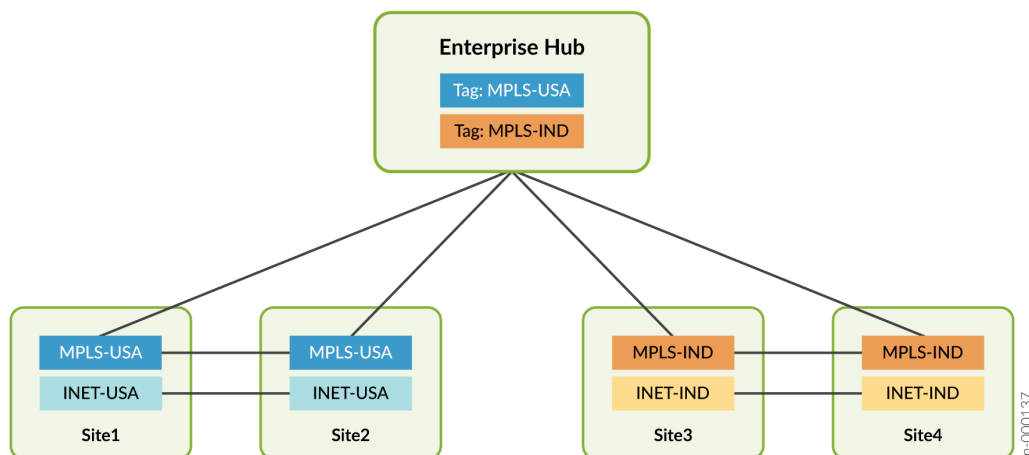 Enterprise Hub
Tag: MPLS-USA
Tag: MPLS-IND
MPLS-USA
MPLS-USA
MPLS-IND
MPLS-IND
INET-USA
INET-USA
INET-IND
INET-IND
Site1
Site2
Site3
Site4